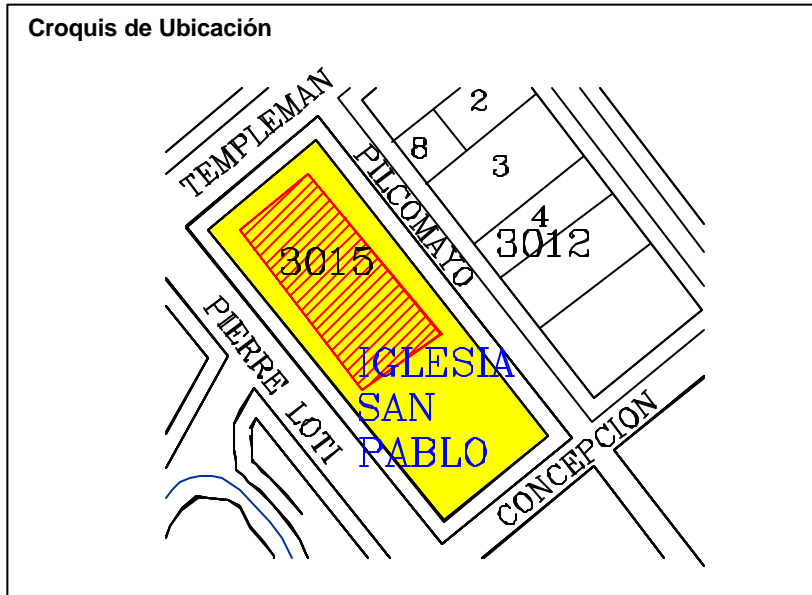 Croquis de Ubicación
TEMPLEMAN
PILCOMAYO
2
8
3
4
3012
3015
PIERRE LOTI
IGLESIA
SAN
PABLO
CONCEPCION